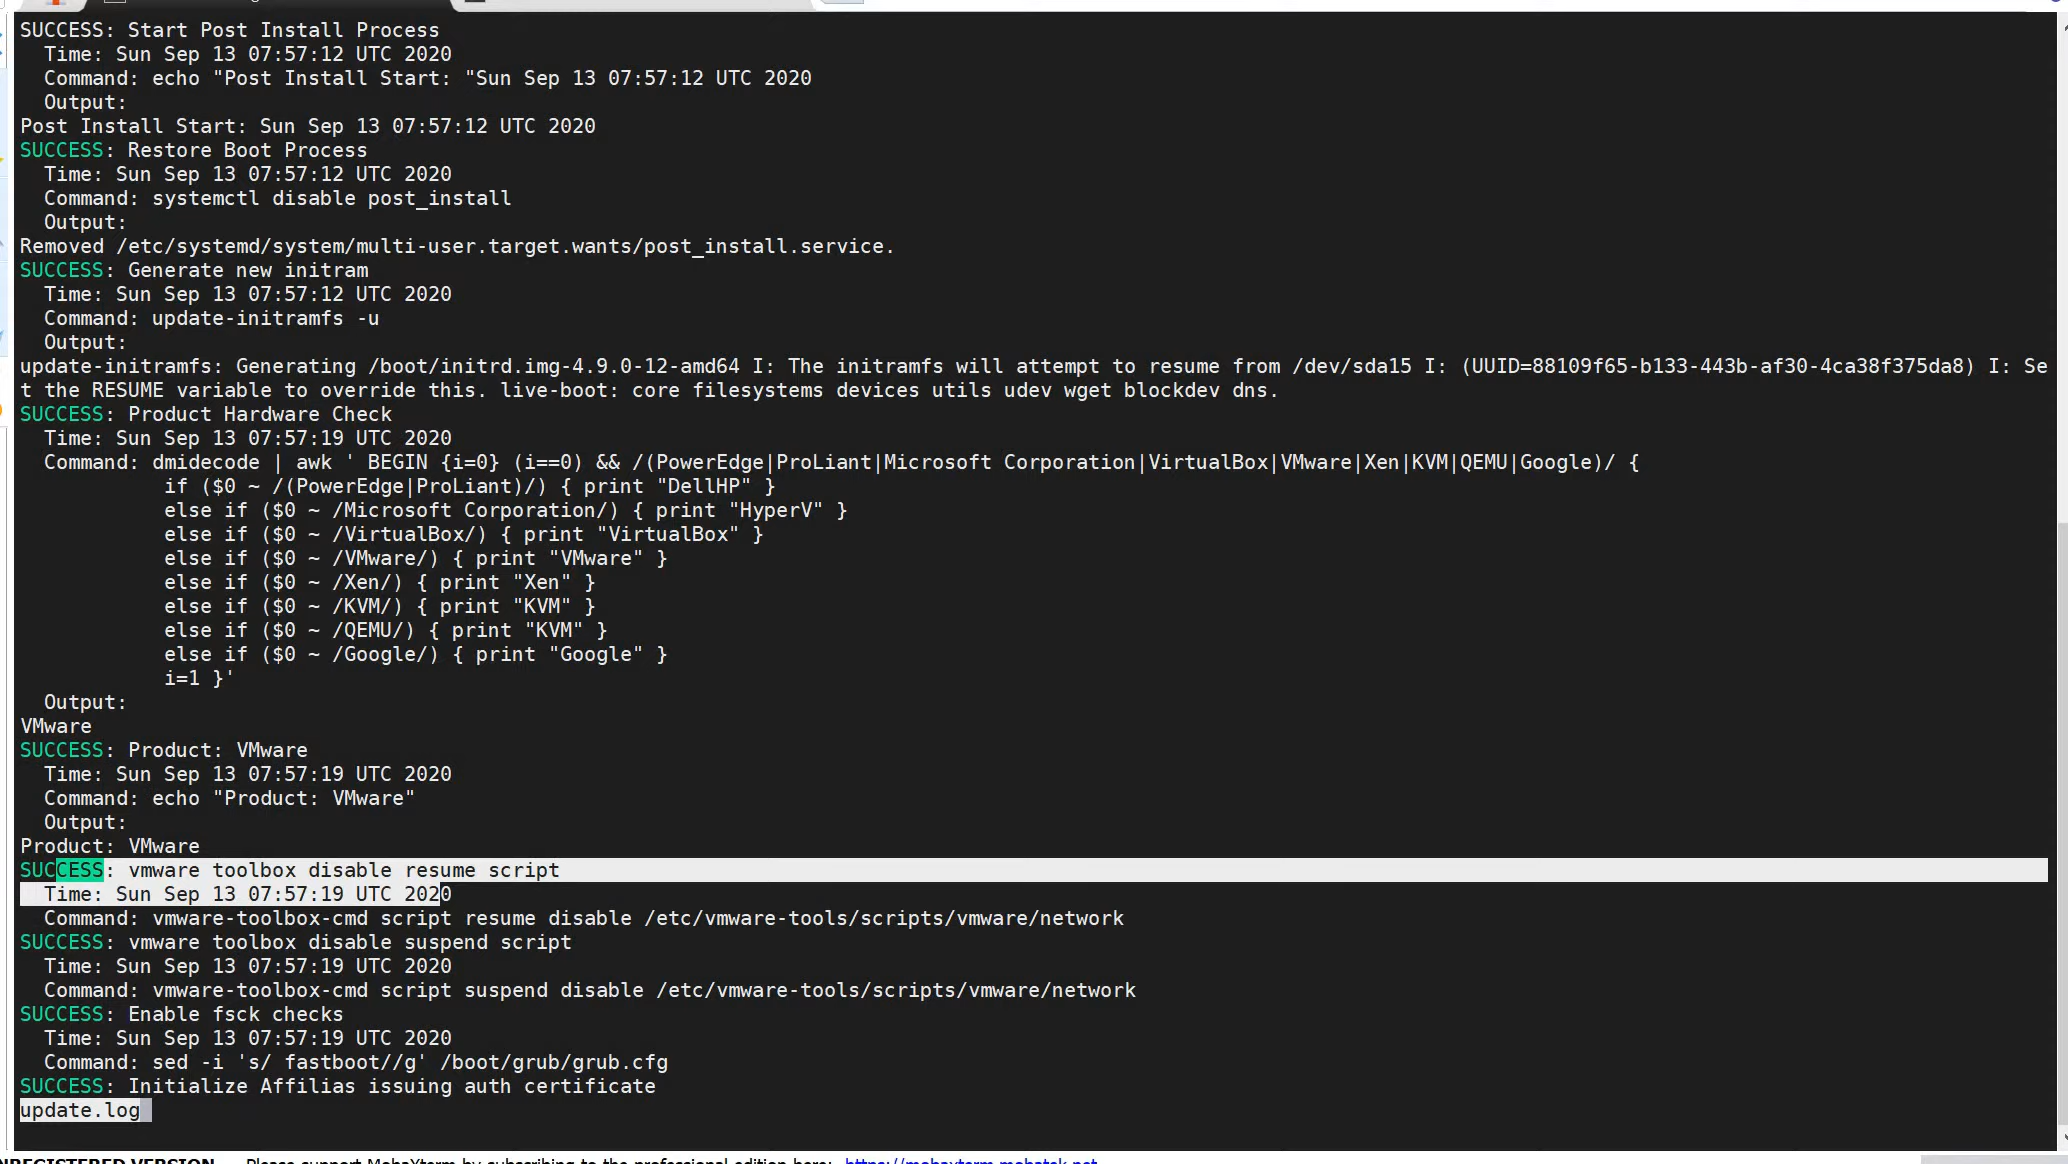 SUCCESS: Start Post Install Process
  Time: Sun Sep 13 07:57:12 UTC 2020
  Command: echo "Post Install Start: "Sun Sep 13 07:57:12 UTC 2020
  Output:
Post Install Start: Sun Sep 13 07:57:12 UTC 2020
SUCCESS: Restore Boot Process
  Time: Sun Sep 13 07:57:12 UTC 2020
  Command: systemctl disable post_install
  Output:
Removed /etc/systemd/system/multi-user.target.wants/post_install.service.
SUCCESS: Generate new initram
  Time: Sun Sep 13 07:57:12 UTC 2020
  Command: update-initramfs -u
  Output:
update-initramfs: Generating /boot/initrd.img-4.9.0-12-amd64 I: The initramfs will attempt to resume from /dev/sda15 I: (UUID=88109f65-b133-443b-af30-4ca38f375da8) I: Se
t the RESUME variable to override this. live-boot: core filesystems devices utils udev wget blockdev dns.
SUCCESS: Product Hardware Check
  Time: Sun Sep 13 07:57:19 UTC 2020
  Command: dmidecode | awk ' BEGIN {i=0} (i==0) && /(PowerEdge|ProLiant|Microsoft Corporation|VirtualBox|VMware|Xen|KVM|QEMU|Google)/ {
            if ($0 ~ /(PowerEdge|ProLiant)/) { print "DellHP" }
            else if ($0 ~ /Microsoft Corporation/) { print "HyperV" }
            else if ($0 ~ /VirtualBox/) { print "VirtualBox" }
            else if ($0 ~ /VMware/) { print "VMware" }
            else if ($0 ~ /Xen/) { print "Xen" }
            else if ($0 ~ /KVM/) { print "KVM" }
            else if ($0 ~ /QEMU/) { print "KVM" }
            else if ($0 ~ /Google/) { print "Google" }
            i=1 }'
  Output:
VMware
SUCCESS: Product: VMware
  Time: Sun Sep 13 07:57:19 UTC 2020
  Command: echo "Product: VMware"
  Output:
Product: VMware
SUCCESS: vmware toolbox disable resume script
  Time: Sun Sep 13 07:57:19 UTC 2020
  Command: vmware-toolbox-cmd script resume disable /etc/vmware-tools/scripts/vmware/network
SUCCESS: vmware toolbox disable suspend script
  Time: Sun Sep 13 07:57:19 UTC 2020
  Command: vmware-toolbox-cmd script suspend disable /etc/vmware-tools/scripts/vmware/network
SUCCESS: Enable fsck checks
  Time: Sun Sep 13 07:57:19 UTC 2020
  Command: sed -i 's/ fastboot//g' /boot/grub/grub.cfg
SUCCESS: Initialize Affilias issuing auth certificate
update.log
NREGISTERED VERSION - Please support MobaXterm by subscribing to the professional edition here: https://mobaxterm.mobatek.net